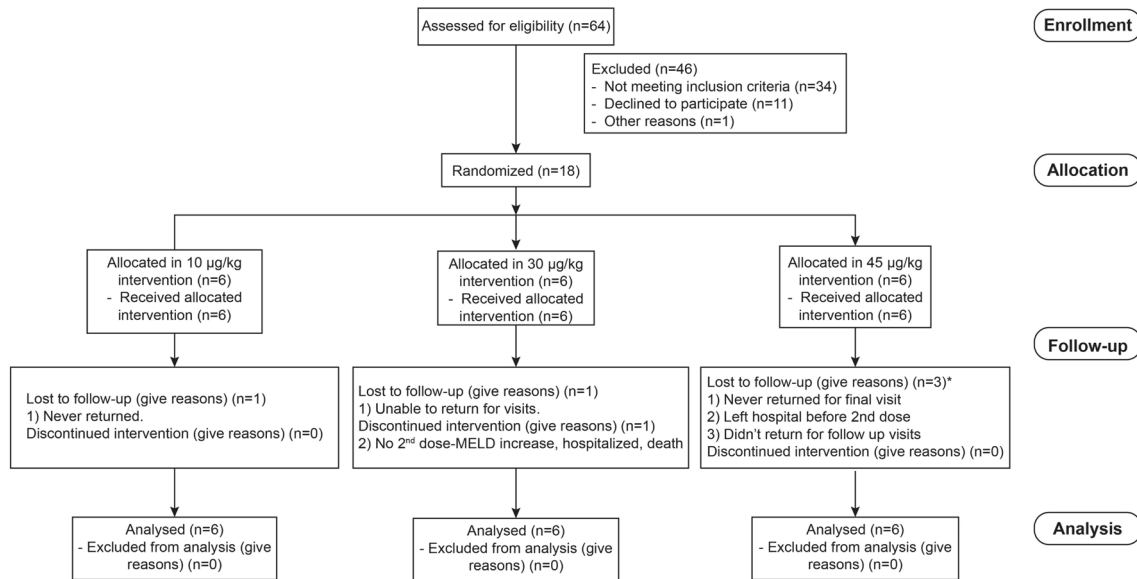 Assessed for eligibility (n=64)
Enrollment
Excluded (n=46)
- Not meeting inclusion criteria (n=34)
- Declined to participate (n=11)
- Other reasons (n=1)
Randomized (n=18)
Allocation
Allocated in 10 µg/kg
intervention (n=6)
- Received allocated
intervention (n=6)
Allocated in 30 µg/kg
intervention (n=6)
- Received allocated
intervention (n=6)
Allocated in 45 µg/kg
intervention (n=6)
- Received allocated
intervention (n=6)
Follow-up
Lost to follow-up (give reasons) (n=1)
1) Never returned.
Discontinued intervention (give reasons) (n=0)
Lost to follow-up (give reasons) (n=1)
1) Unable to return for visits.
Discontinued intervention (give reasons) (n=1)
2) No 2nd dose-MELD increase, hospitalized, death
Lost to follow-up (give reasons) (n=3)*
1) Never returned for final visit
2) Left hospital before 2nd dose
3) Didn't return for follow up visits
Discontinued intervention (give reasons) (n=0)
Analysis
Analysed (n=6)
- Excluded from analysis (give
reasons) (n=0)
Analysed (n=6)
- Excluded from analysis (give
reasons) (n=0)
Analysed (n=6)
- Excluded from analysis (give
reasons) (n=0)